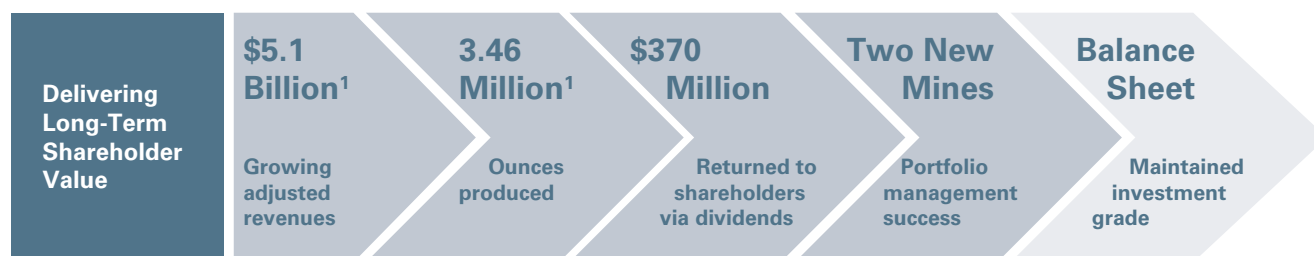 Delivering
Long-Term
Shareholder
Value
$5.1
Billion¹
Growing
adjusted
revenues
3.46
Million¹
Ounces
produced
$370
Million
Returned to
shareholders
via dividends
Two New
Mines
Portfolio
management
success
Balance
Sheet
Maintained
investment
grade